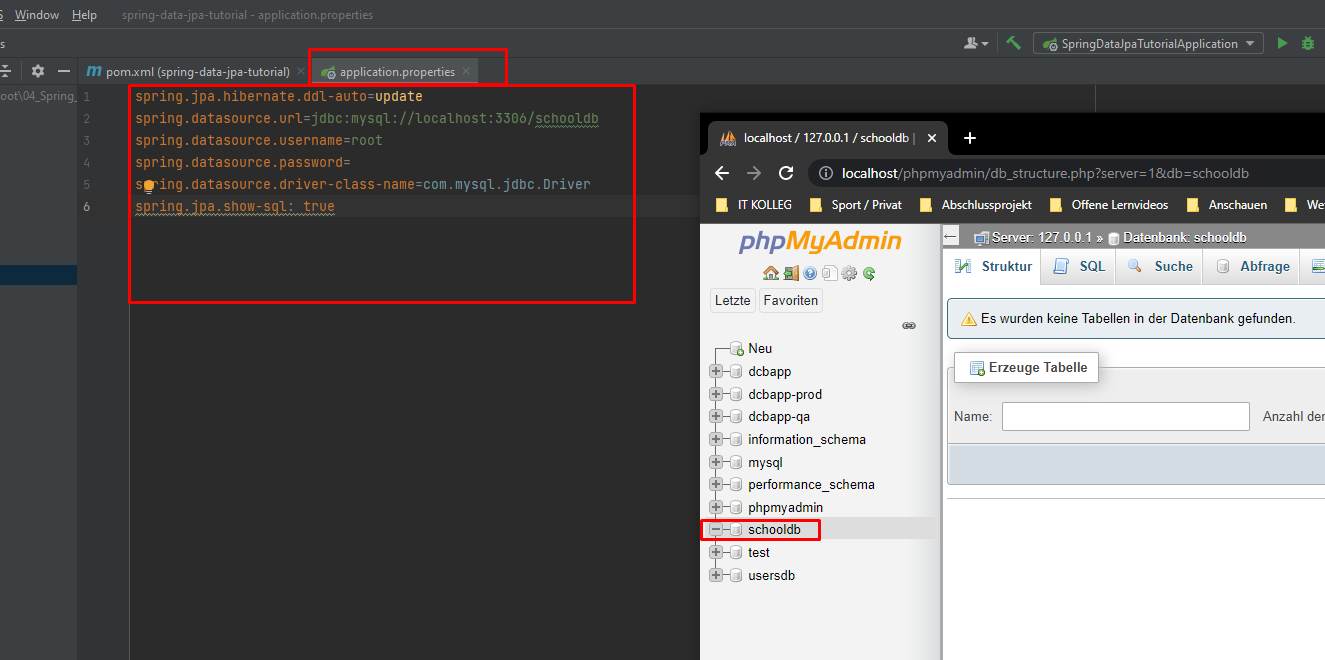 Window Help spring-data-jpa-tutorial - application.properties
SpringDataJpaTutorialApplication
pom.xml (spring-data-jpa-tutorial) application.properties
oot\04_Spring_
1 spring.jpa.hibernate.ddl-auto=update
2 spring.datasource.url=jdbc:mysql://localhost:3306/schooldb
3 spring.datasource.username=root
4 spring.datasource.password=
5 spring.datasource.driver-class-name=com.mysql.jdbc.Driver
6 spring.jpa.show-sql: true
localhost / 127.0.0.1 / schooldb |
localhost/phpmyadmin/db_structure.php?server=1&db=schooldb
IT KOLLEG Sport / Privat Abschlussprojekt Offene Lernvideos Anschauen We
phpMyAdmin
Letzte Favoriten
Neu
dcbapp
dcbapp-prod
dcbapp-qa
information_schema
mysql
performance_schema
phpmyadmin
schooldb
test
usersdb
Server: 127.0.0.1 » Datenbank: schooldb
Struktur SQL Suche Abfrage
Es wurden keine Tabellen in der Datenbank gefunden.
Erzeuge Tabelle
Name: Anzahl der